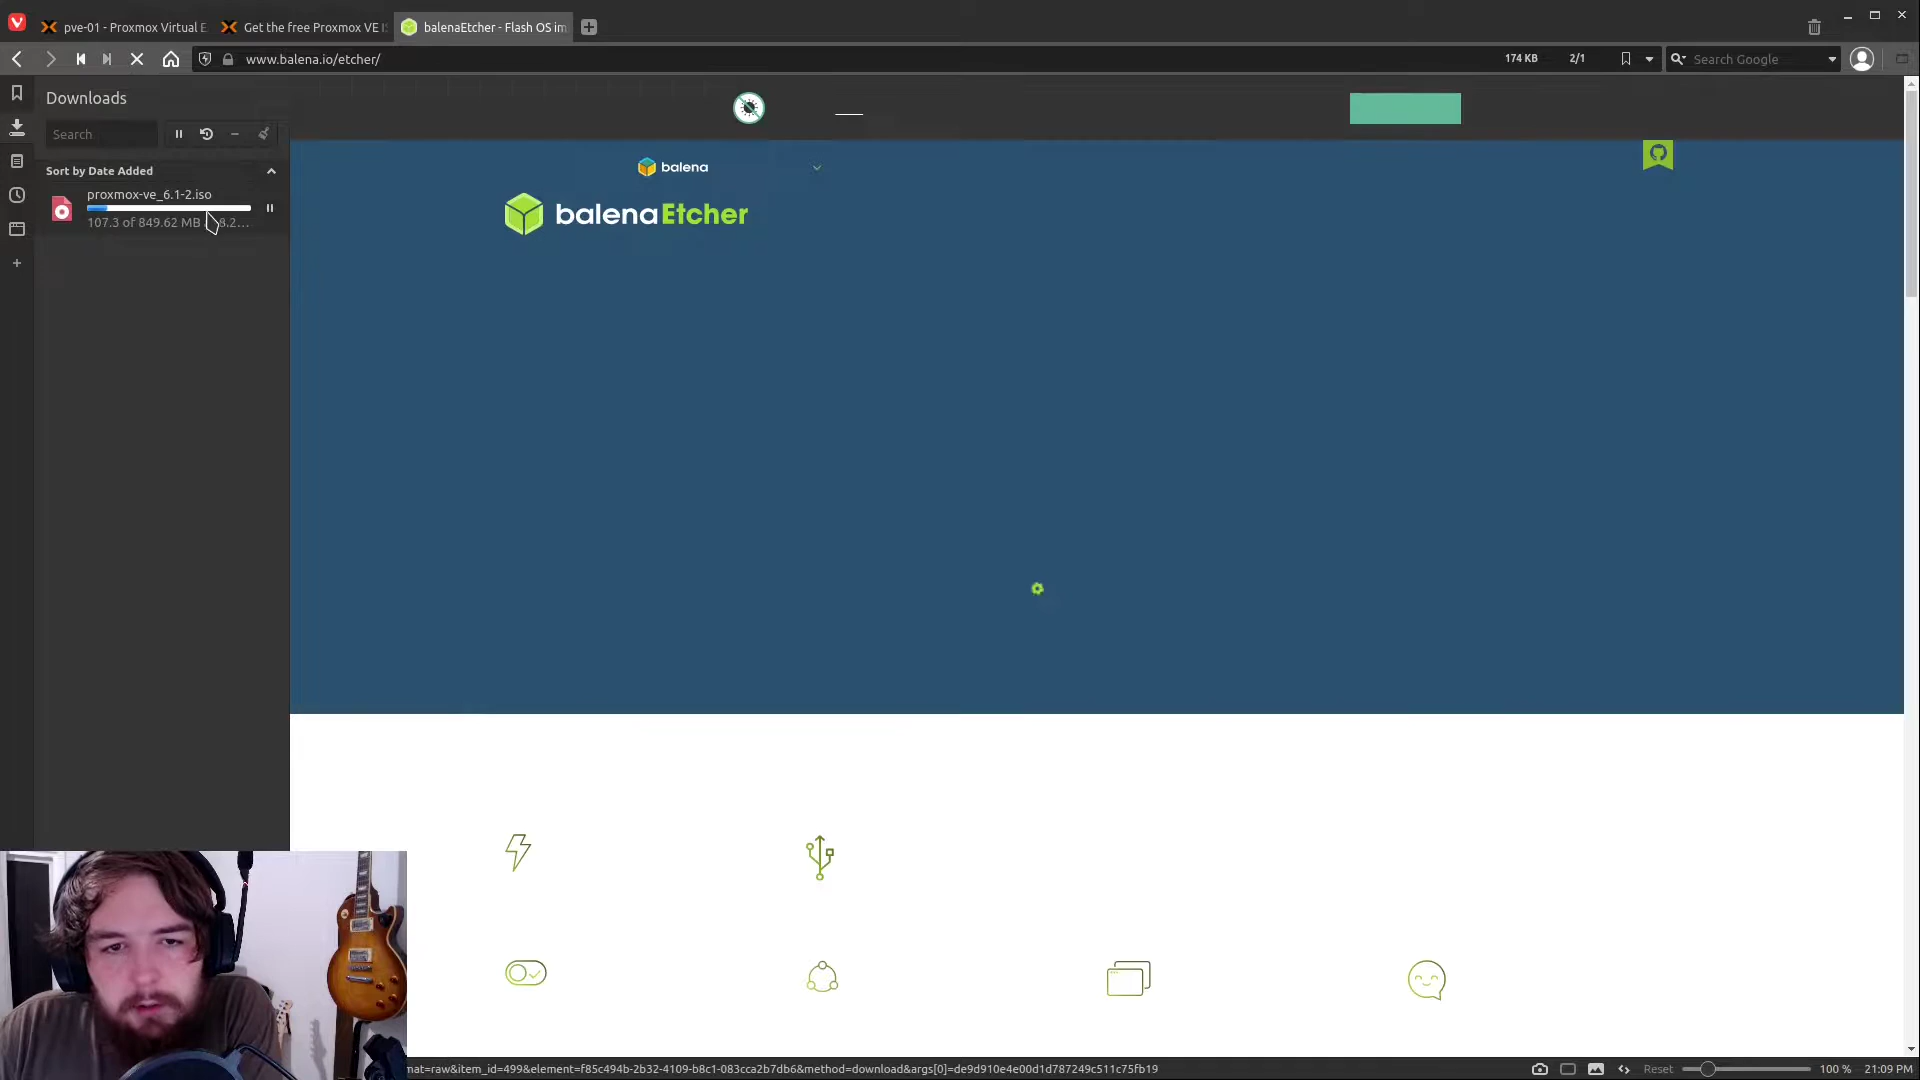 pve-01 - Proxmox Virtual E
Get the free Proxmox VE I
balenaEtcher - Flash OS im
www.balena.io/etcher/
174 KB
2/1
Search Google
Downloads
Search
Sort by Date Added
proxmox-ve_6.1-2.iso
107.3 of 849.62 MB
8.2...
balena
balenaEtcher
mat=raw&item_id=499&element=f85c494b-2b32-4109-b8c1-083cca2b7db6&method=download&args[0]=de9d910e4e00d1d787249c511c75fb19
Reset
100 %
21:09 PM